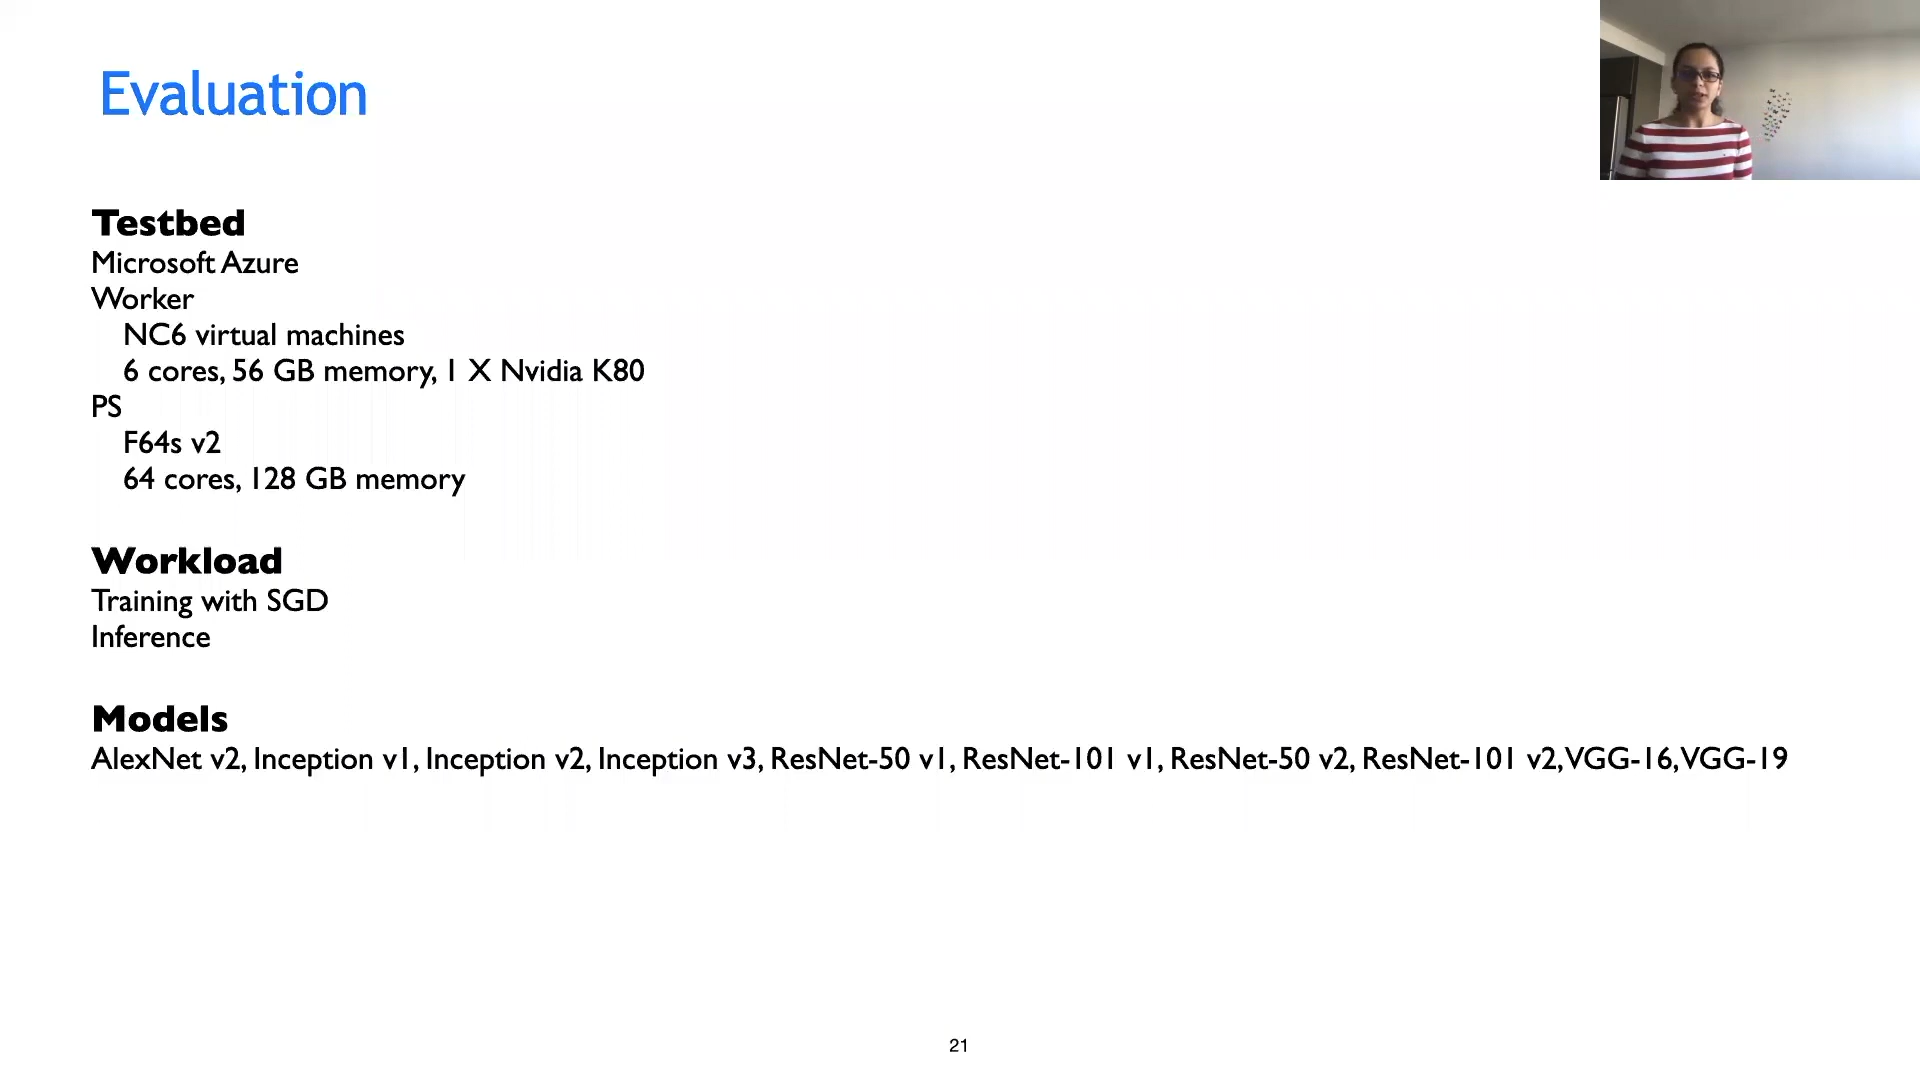 Evaluation
Testbed
Microsoft Azure
Worker
NC6 virtual machines
6 cores, 56 GB memory, 1 X Nvidia K80
PS
F64s v2
64 cores, 128 GB memory
Workload
Training with SGD
Inference
Models
AlexNet v2, Inception v1, Inception v2, Inception v3, ResNet-50 v1, ResNet-101 v1, ResNet-50 v2, ResNet-101 v2, VGG-16, VGG-19
21